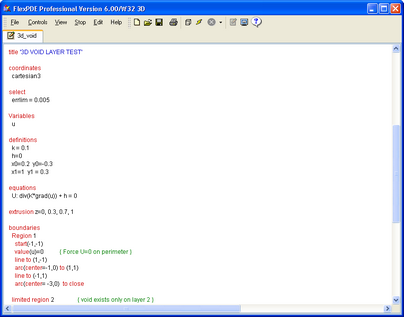 FlexPDE Professional Version 6.00/W32 3D
File Controls View Stop Edit Help
3d_void
title '3D VOID LAYER TEST'
coordinates
cartesian3
select
errlim = 0.005
Variables
u
definitions
k = 0.1
h=0
x0=0.2 y0=-0.3
x1=1 y1 = 0.3
equations
U: div(K*grad(u)) + h = 0
extrusion z=0, 0.3, 0.7, 1
boundaries
Region 1
start(-1,-1)
value(u)=0 { Force U=0 on perimeter }
line to (1,-1)
arc(center=-1,0) to (1,1)
line to (-1,1)
arc(center= -3,0) to close
limited region 2 { void exists only on layer 2 }